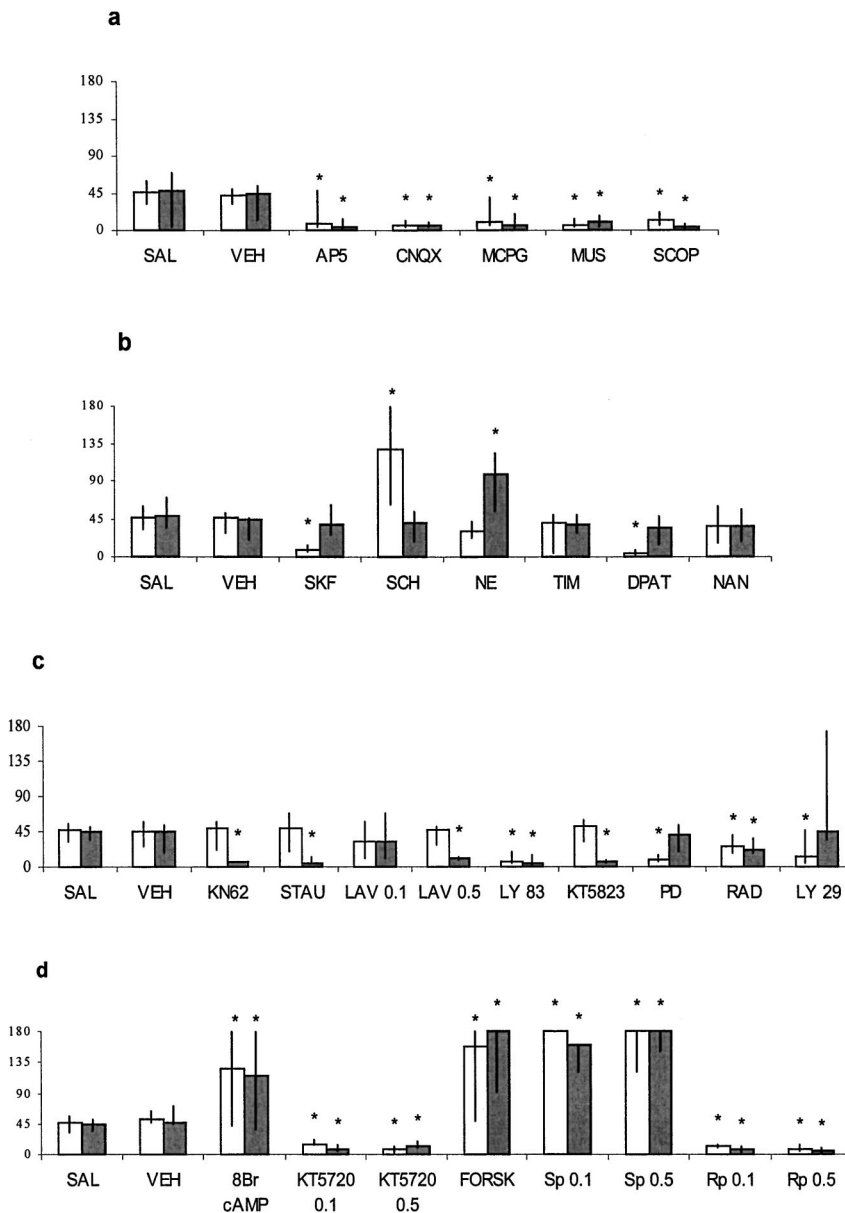 a
180
135
90
45
0
* * * * * * * * * *
SAL VEH AP5 CNQX MCPG MUS SCOP
b
180
135
90
45
0
* * * *
SAL VEH SKF SCH NE TIM DPAT NAN
c
180
135
90
45
0
* * * * * * * * * *
SAL VEH KN62 STAU LAV 0.1 LAV 0.5 LY 83 KT5823 PD RAD LY 29
d
180
135
90
45
0
* * * * * * * * * * * * * * * *
SAL VEH 8Br KT5720 KT5720 FORSK Sp 0.1 Sp 0.5 Rp 0.1 Rp 0.5
cAMP 0.1 0.5